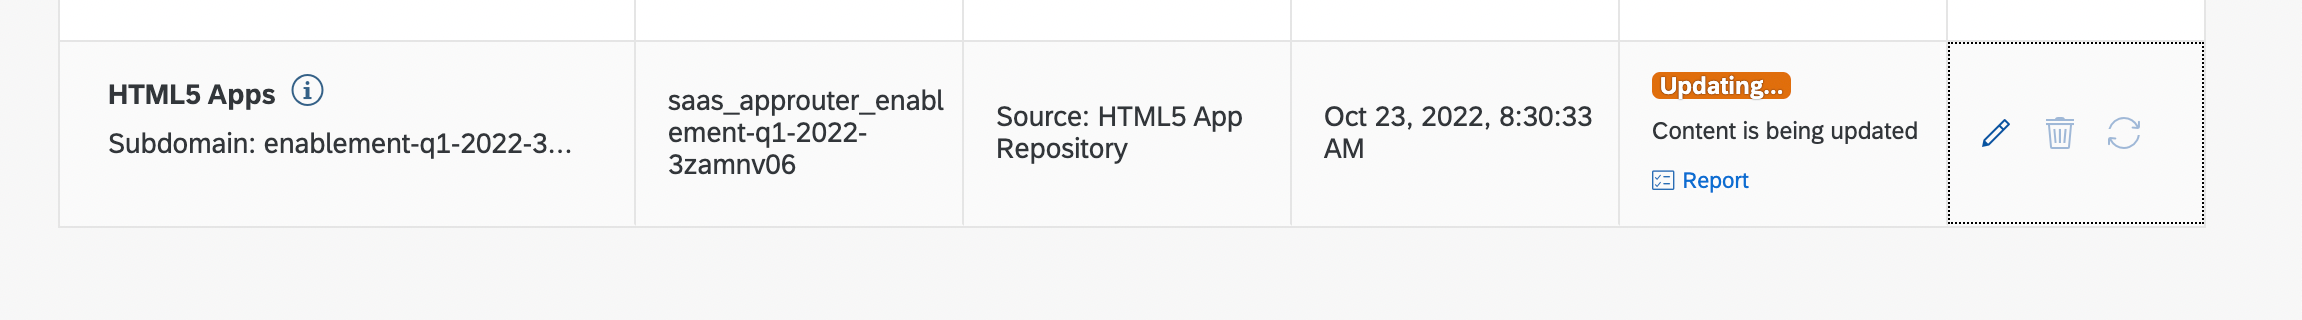 HTML5 Apps
Subdomain: enablement-q1-2022-3...
saas_approuter_enabl
ement-q1-2022-
3zamnv06
Source: HTML5 App
Repository
Oct 23, 2022, 8:30:33
AM
Updating...
Content is being updated
Report